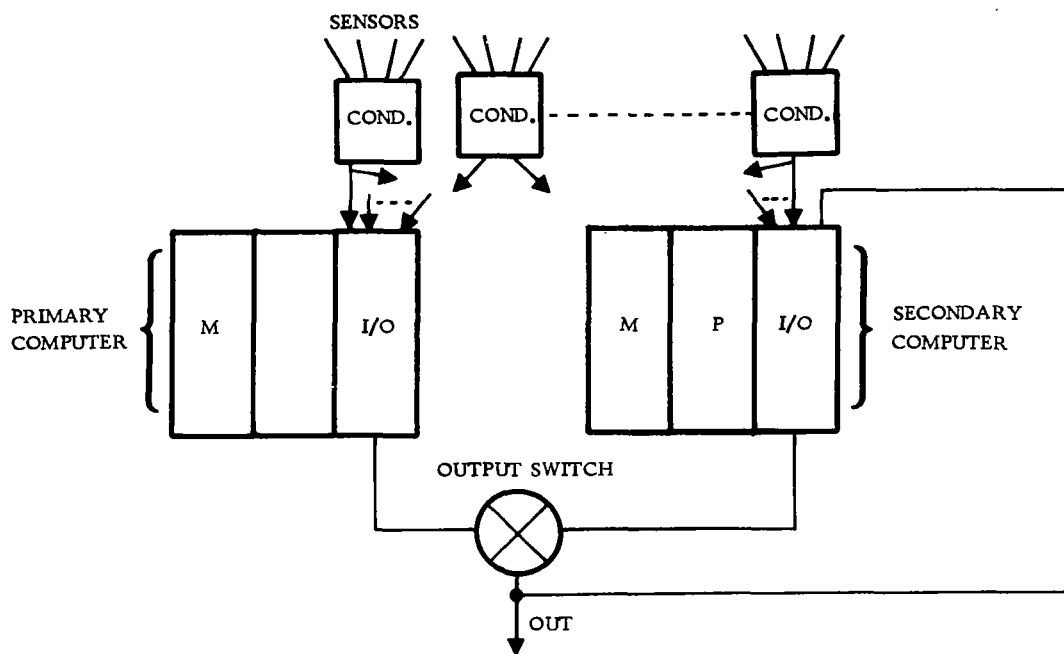 SENSORS
COND.
COND.
COND.
PRIMARY
COMPUTER
M
I/O
M
P
I/O
SECONDARY
COMPUTER
OUTPUT SWITCH
OUT